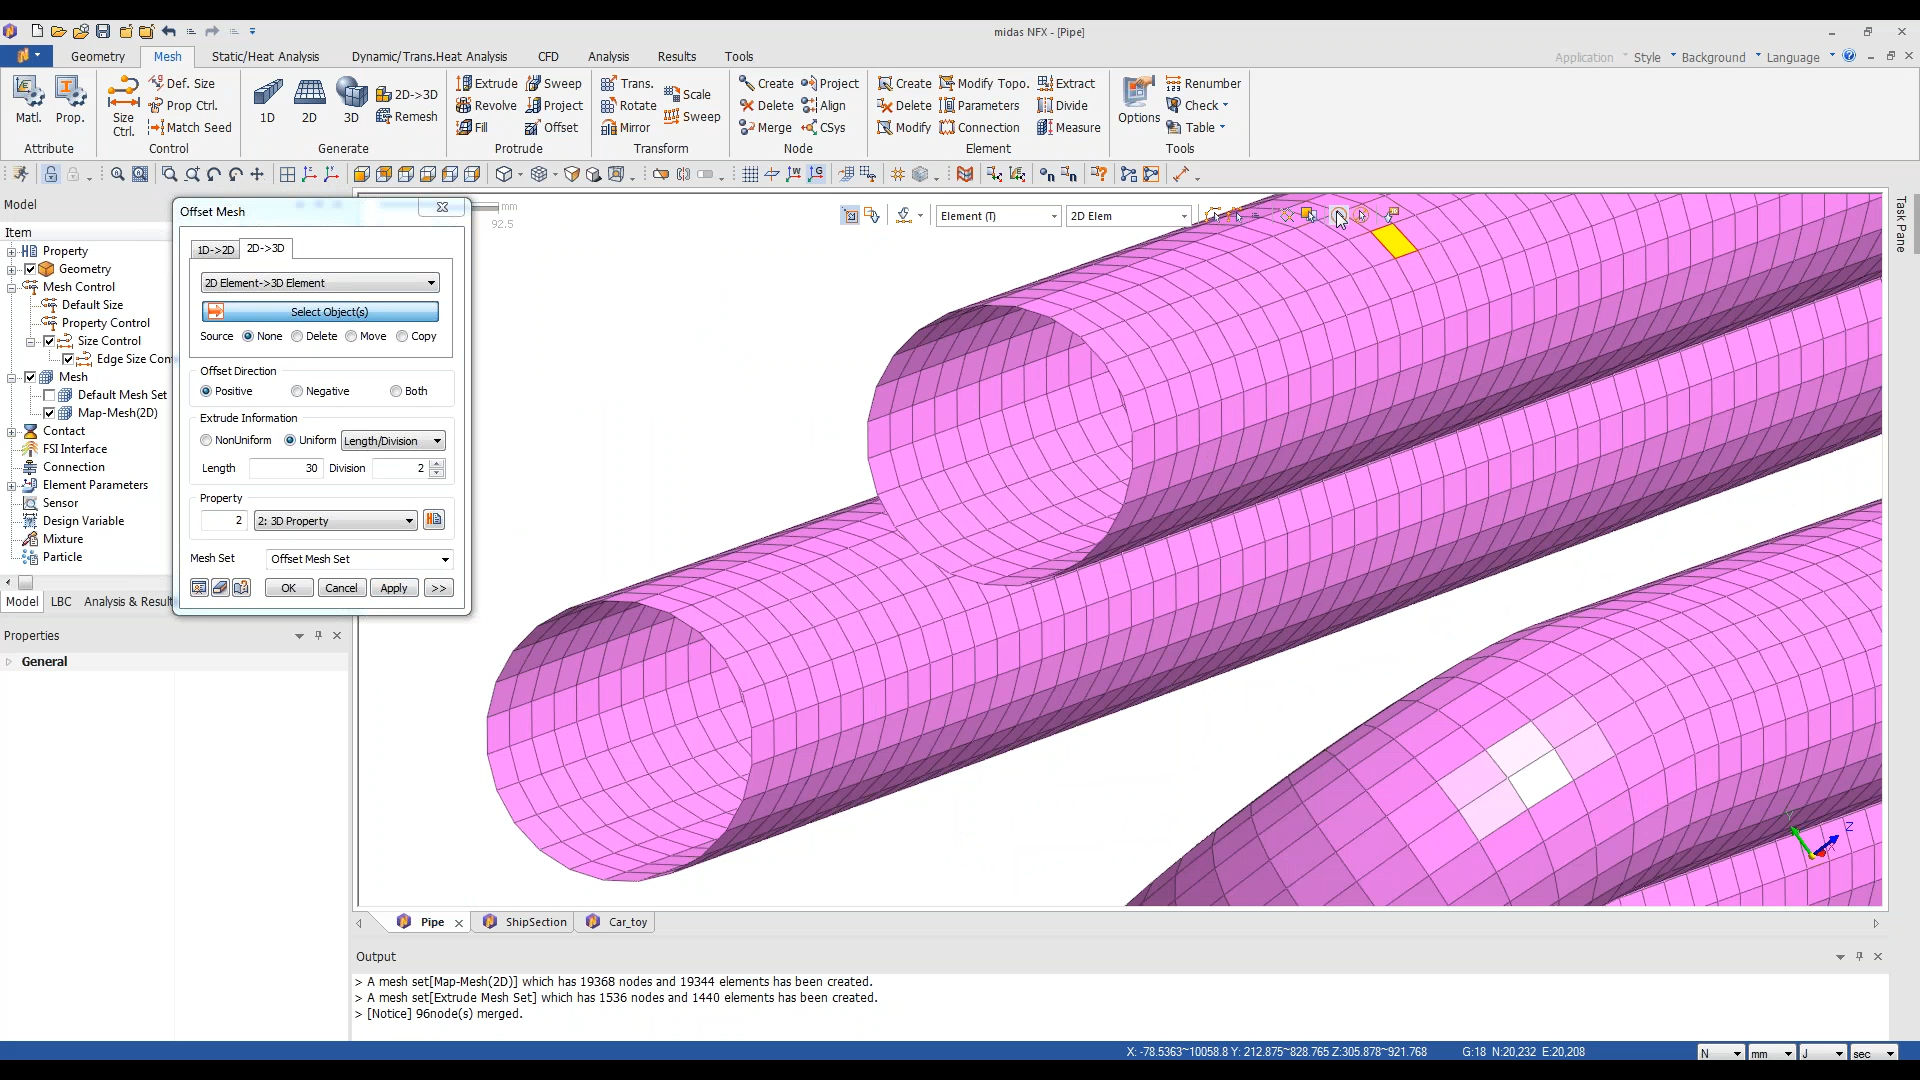 midas NFX - [Pipe]
Geometry Mesh Static/Heat Analysis Dynamic/Trans.Heat Analysis CFD Analysis Results Tools
Application Style Background Language
Matl. Prop.
Attribute
Size Ctrl.
Def. Size
Prop Ctrl.
Match Seed
Control
1D 2D 3D
2D->3D
Remesh
Generate
Extrude Sweep
Revolve Project
Fill Offset
Protrude
Trans.
Rotate
Mirror
Scale
Sweep
Transform
Create Project
Delete Align
Merge CSys
Node
Create Modify Topo. Extract
Delete Parameters Divide
Modify Connection Measure
Element
Options
Renumber
Check
Table
Tools
Model
Item
Property
Geometry
Mesh Control
Default Size
Property Control
Size Control
Edge Size Con
Mesh
Default Mesh Set
Map-Mesh(2D)
Contact
FSI Interface
Connection
Element Parameters
Sensor
Design Variable
Mixture
Particle
Model LBC Analysis & Result
Properties
General
Offset Mesh
1D->2D 2D->3D
2D Element->3D Element
Select Object(s)
Source None Delete Move Copy
Offset Direction
Positive Negative Both
Extrude Information
NonUniform Uniform Length/Division
Length 30 Division 2
Property
2 2: 3D Property
Mesh Set Offset Mesh Set
OK Cancel Apply >>
mm
92.5
Element (T) 2D Elem
Task Pane
Y
Z
Pipe ShipSection Car_toy
Output
> A mesh set[Map-Mesh(2D)] which has 19368 nodes and 19344 elements has been created.
> A mesh set[Extrude Mesh Set] which has 1536 nodes and 1440 elements has been created.
> [Notice] 96node(s) merged.
X: -78.5363~10058.8 Y: 212.875~828.765 Z:305.878~921.768 G:18 N:20,232 E:20,208
N mm J sec